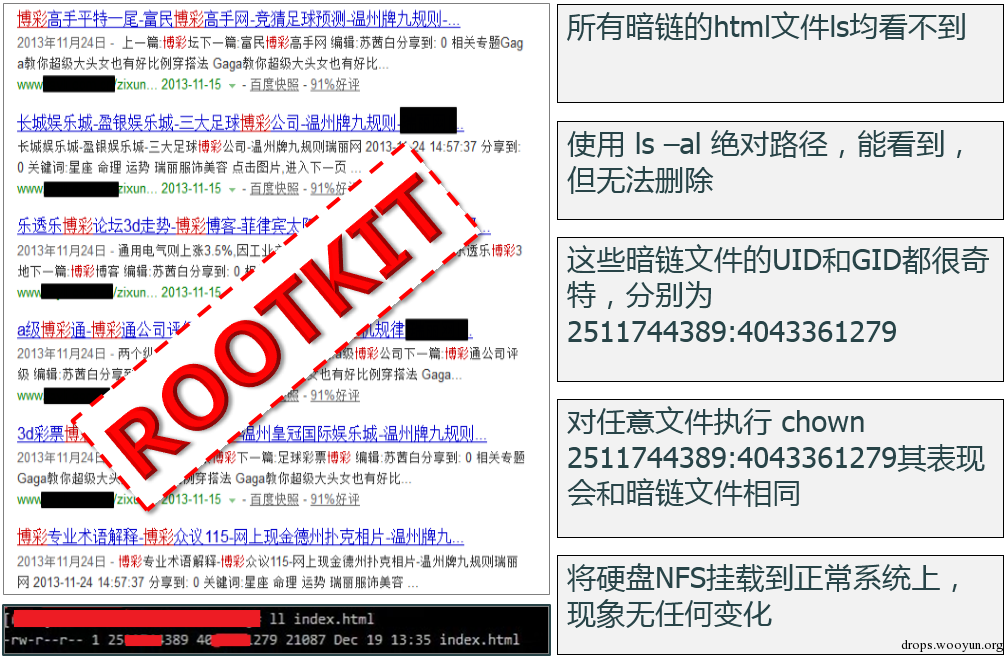 博彩高手平特一尾-富民博彩高手网-竞猜足球预测-温州牌九规则-...
2013年11月24日 - 上一篇:博彩坛下一篇:富民博彩高手网 编辑:苏茜白分享到: 0 相关专题Gag
a教你超级大头女也有好比例穿搭法 Gaga教你超级大头女也有好比...
www /zixun... 2013-11-15 - 百度快照 - 91%好评
长城娱乐城-盈银娱乐城-三大足球博彩公司-温州牌九规则- ...
长城娱乐城-盈银娱乐城-三大足球博彩公司-温州牌九规则瑞丽网 2013-11-24 14:57:37 分享到:
0 关键词:星座 命理 运势 瑞丽服饰美容 点击图片,进入下一页 ...
www zixun... 2013-11-15 - 百度快照 - 91%好评
乐透乐博彩论坛3d走势-博彩博客-菲律宾太 ...
2013年11月24日 - 通用电气则上涨3.5%,因工业 乐透乐博彩3
地下一篇:博彩博客 编辑:苏茜白分享到: 0
www /zixun... 2013-11-15
a级博彩通-博彩通公司评 规律 .
2013年11月24日 - 两个 级博彩公司下一篇:博彩通公司评
级 编辑:苏茜白分享到: 0 女也有好比例穿搭法 Gaga...
www - 百度快照 - 91%好评
3d彩票博 温州皇冠国际娱乐城-温州牌九规则...
2013年11月24日 博彩下一篇:足球彩票博彩 编辑:苏茜白分享到: 0 相关专题
Gaga教你超级大头 例穿搭法 Gaga教你超级大头女也有好比...
www /zixu 2013-11-15 - 百度快照 - 91%好评
博彩专业术语解释-博彩众议115-网上现金德州扑克相片-温州牌九...
2013年11月24日 - 博彩专业术语解释-博彩众议115-网上现金德州扑克相片-温州牌九规则瑞丽
网 2013-11-24 14:57:37 分享到: 0 关键词:星座 命理 运势 瑞丽服饰美容 ...
ROOTKIT
[ ll index.html
-rw-r--r-- 1 25 4389 40 1279 21087 Dec 19 13:35 index.html
所有暗链的html文件ls均看不到
使用 ls –al 绝对路径，能看到，
但无法删除
这些暗链文件的UID和GID都很奇
特，分别为
2511744389:4043361279
对任意文件执行 chown
2511744389:4043361279其表现
会和暗链文件相同
将硬盘NFS挂载到正常系统上，
现象无任何变化
drops.wooyun.org